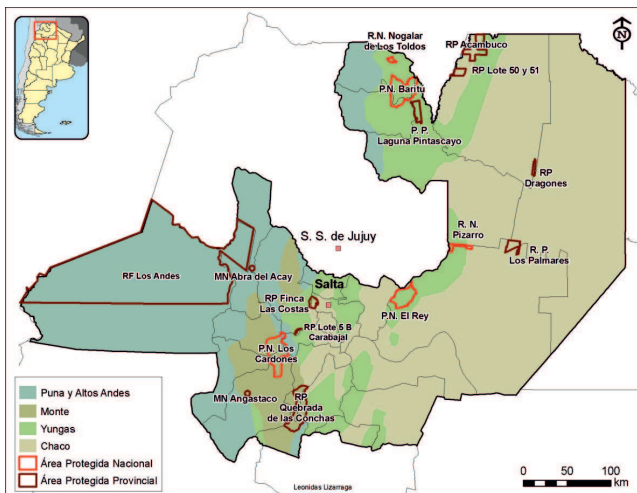 N
R.N. Nogalar
de Los Toldos
RP Acambuco
RP Lote 50 y 51
P.N. Baritú
P. P.
Laguna Pintascayo
RP
Dragones
S. S. de Jujuy
R. N.
Pizarro
R. P.
Los Palmares
RF Los Andes
MN Abra del Acay
Salta
RP Finca
Las Costas
P.N. El Rey
RP Lote 5 B
Carabajal
P.N. Los
Cardones
MN Angastaco
RP
Quebrada
de las Conchas
Puna y Altos Andes
Monte
Yungas
Chaco
Área Protegida Nacional
Área Protegida Provincial
Leonidas Lizarraga
0 50 100
km